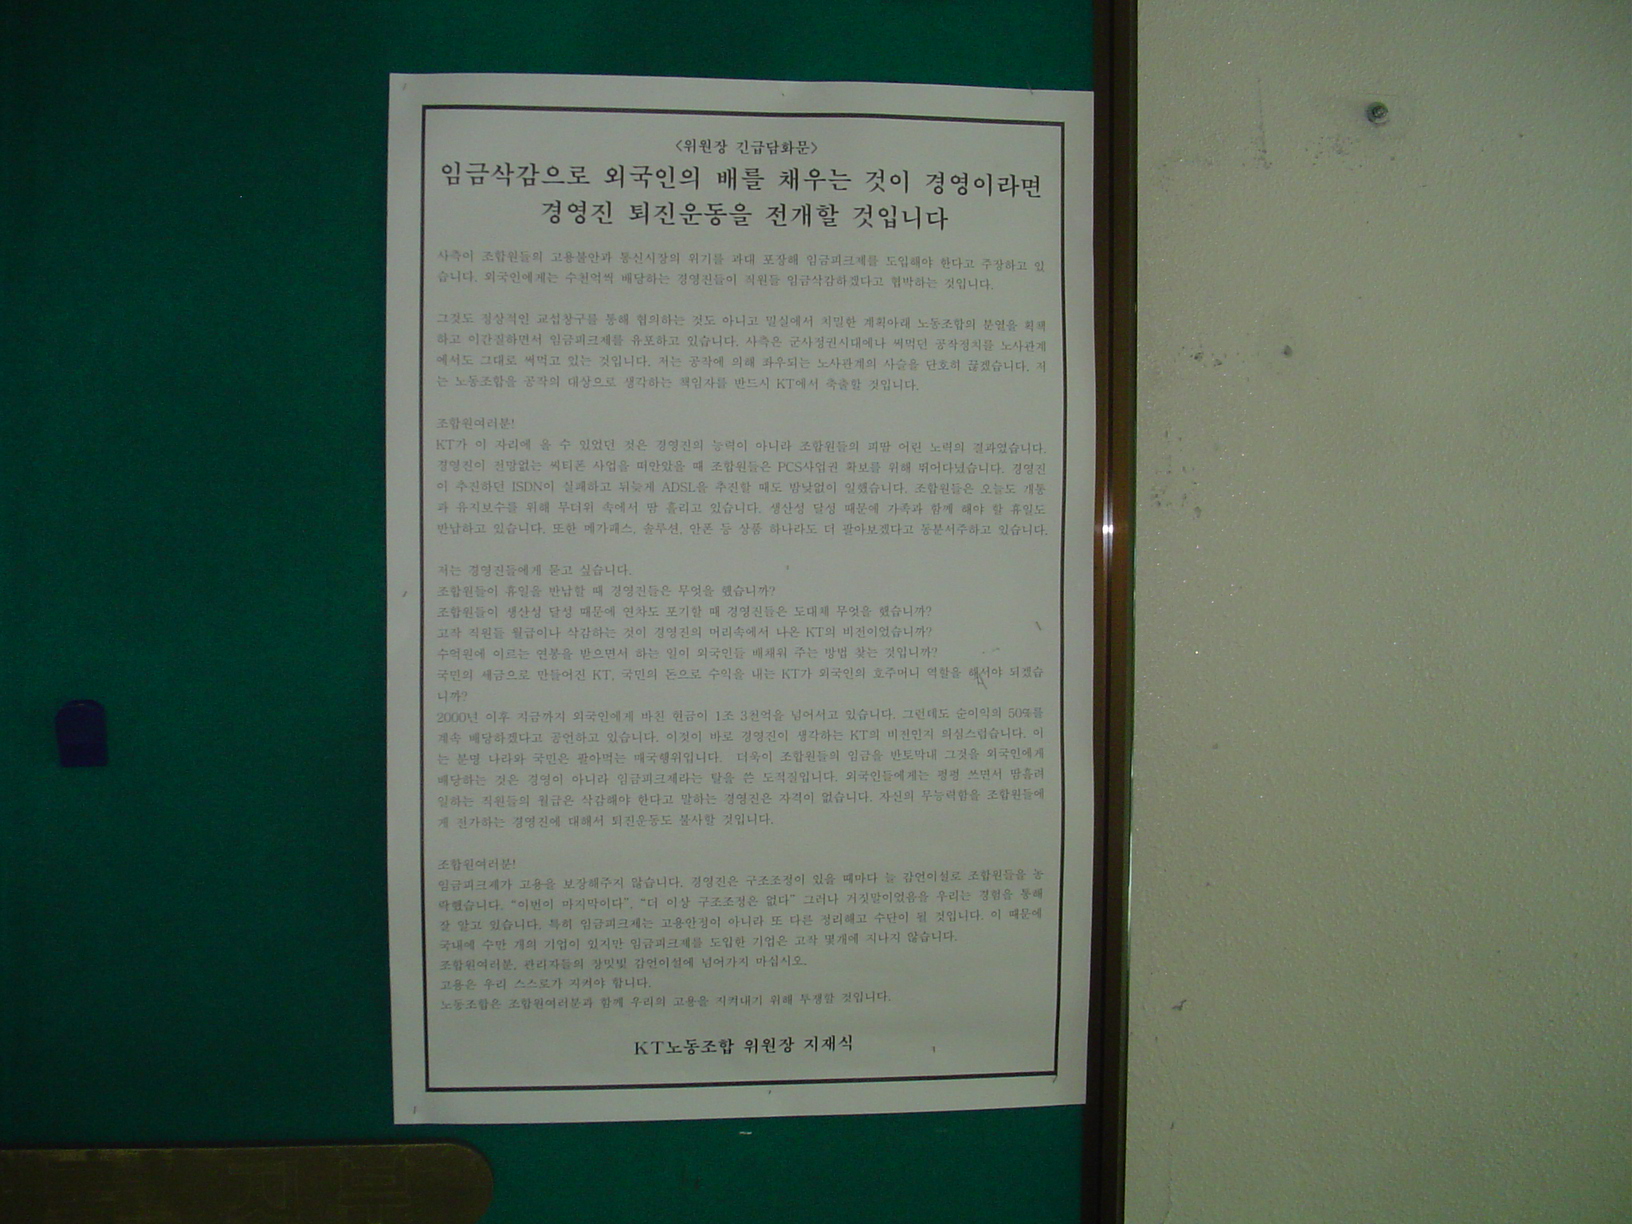 <위원장 긴급담화문>
임금삭감으로 외국인의 배를 채우는 것이 경영이라면
경영진 퇴진운동을 전개할 것입니다
사측이 조합원들의 고용불안과 통신시장의 위기를 과대 포장해 임금피크제를 도입해야 한다고 주장하고 있
습니다. 외국인에게는 수천억씩 배당하는 경영진들이 직원들 임금삭감하겠다고 협박하는 것입니다.
그것도 정상적인 교섭창구를 통해 협의하는 것도 아니고 밀실에서 치밀한 계획아래 노동조합의 분열을 획책
하고 이간질하면서 임금피크제를 유포하고 있습니다. 사측은 군사정권시대에나 써먹던 공작정치를 노사관계
에서도 그대로 써먹고 있는 것입니다. 저는 공작에 의해 좌우되는 노사관계의 사슬을 단호히 끊겠습니다. 저
는 노동조합을 공작의 대상으로 생각하는 책임자를 반드시 KT에서 축출할 것입니다.
조합원여러분!
KT가 이 자리에 올 수 있었던 것은 경영진의 능력이 아니라 조합원들의 피땀 어린 노력의 결과였습니다.
경영진이 전망없는 씨티폰 사업을 떠안았을 때 조합원들은 PCS사업권 확보를 위해 뛰어다녔습니다. 경영진
이 추진하던 ISDN이 실패하고 뒤늦게 ADSL을 추진할 때도 밤낮없이 일했습니다. 조합원들은 오늘도 개통
과 유지보수를 위해 무더위 속에서 땀 흘리고 있습니다. 생산성 달성 때문에 가족과 함께 해야 할 휴일도
반납하고 있습니다. 또한 메가패스, 솔루션, 안폰 등 상품 하나라도 더 팔아보겠다고 동분서주하고 있습니다.
저는 경영진들에게 묻고 싶습니다.
조합원들이 휴일을 반납할 때 경영진들은 무엇을 했습니까?
조합원들이 생산성 달성 때문에 연차도 포기할 때 경영진들은 도대체 무엇을 했습니까?
고작 직원들 월급이나 삭감하는 것이 경영진의 머리속에서 나온 KT의 비전이었습니까?
수억원에 이르는 연봉을 받으면서 하는 일이 외국인들 배채워 주는 방법 찾는 것입니까?
국민의 세금으로 만들어진 KT, 국민의 돈으로 수익을 내는 KT가 외국인의 호주머니 역할을 해서야 되겠습
니까?
2000년 이후 지금까지 외국인에게 바친 현금이 1조 3천억을 넘어서고 있습니다. 그런데도 순이익의 50%를
계속 배당하겠다고 공언하고 있습니다. 이것이 바로 경영진이 생각하는 KT의 비전인지 의심스럽습니다. 이
는 분명 나라와 국민은 팔아먹는 매국행위입니다. 더욱이 조합원들의 임금을 반토막내 그것을 외국인에게
배당하는 것은 경영이 아니라 임금피크제라는 탈을 쓴 도적질입니다. 외국인들에게는 펑펑 쓰면서 땀흘려
일하는 직원들의 월급은 삭감해야 한다고 말하는 경영진은 자격이 없습니다. 자신의 무능력함을 조합원들에
게 전가하는 경영진에 대해서 퇴진운동도 불사할 것입니다.
조합원여러분!
임금피크제가 고용을 보장해주지 않습니다. 경영진은 구조조정이 있을 때마다 늘 감언이설로 조합원들을 농
락했습니다. "이번이 마지막이다", "더 이상 구조조정은 없다" 그러나 거짓말이었음을 우리는 경험을 통해
잘 알고 있습니다. 특히 임금피크제는 고용안정이 아니라 또 다른 정리해고 수단이 될 것입니다. 이 때문에
국내에 수만 개의 기업이 있지만 임금피크제를 도입한 기업은 고작 몇개에 지나지 않습니다.
조합원여러분, 관리자들의 장밋빛 감언이설에 넘어가지 마십시오.
고용은 우리 스스로가 지켜야 합니다.
노동조합은 조합원여러분과 함께 우리의 고용을 지켜내기 위해 투쟁할 것입니다.
KT노동조합 위원장 지재식